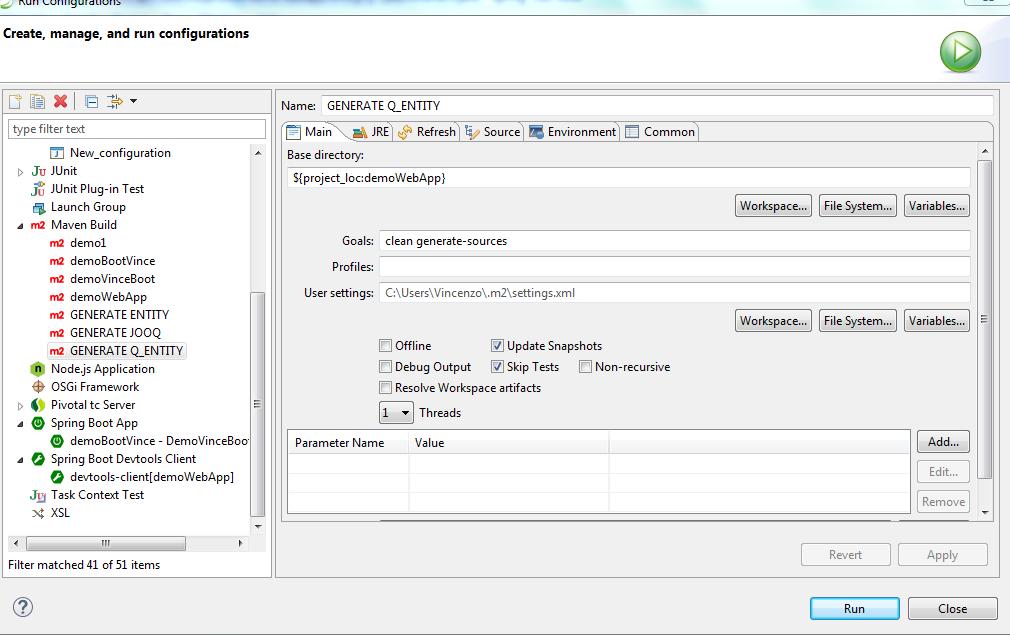 Run Configurations
Create, manage, and run configurations
type filter text
New_configuration
JUnit
JUnit Plug-in Test
Launch Group
Maven Build
demo1
demoBootVince
demoVinceBoot
demoWebApp
GENERATE ENTITY
GENERATE JOOQ
GENERATE Q_ENTITY
Node.js Application
OSGi Framework
Pivotal tc Server
Spring Boot App
demoBootVince - DemoVinceBoo
Spring Boot Devtools Client
devtools-client[demoWebApp]
Task Context Test
XSL
Filter matched 41 of 51 items
Name: GENERATE Q_ENTITY
Main JRE Refresh Source Environment Common
Base directory:
${project_loc:demoWebApp}
Workspace... File System... Variables...
Goals: clean generate-sources
Profiles:
User settings: C:\Users\Vincenzo\.m2\settings.xml
Workspace... File System... Variables...
Offline Update Snapshots
Debug Output Skip Tests Non-recursive
Resolve Workspace artifacts
1 Threads
Parameter Name Value
Add...
Edit...
Remove
Revert Apply
Run Close